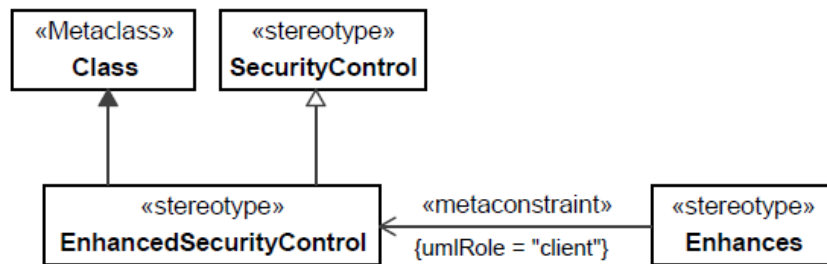 «Metaclass»
Class
«stereotype»
SecurityControl
«stereotype»
EnhancedSecurityControl
«metaconstraint»
{umlRole = "client"}
«stereotype»
Enhances